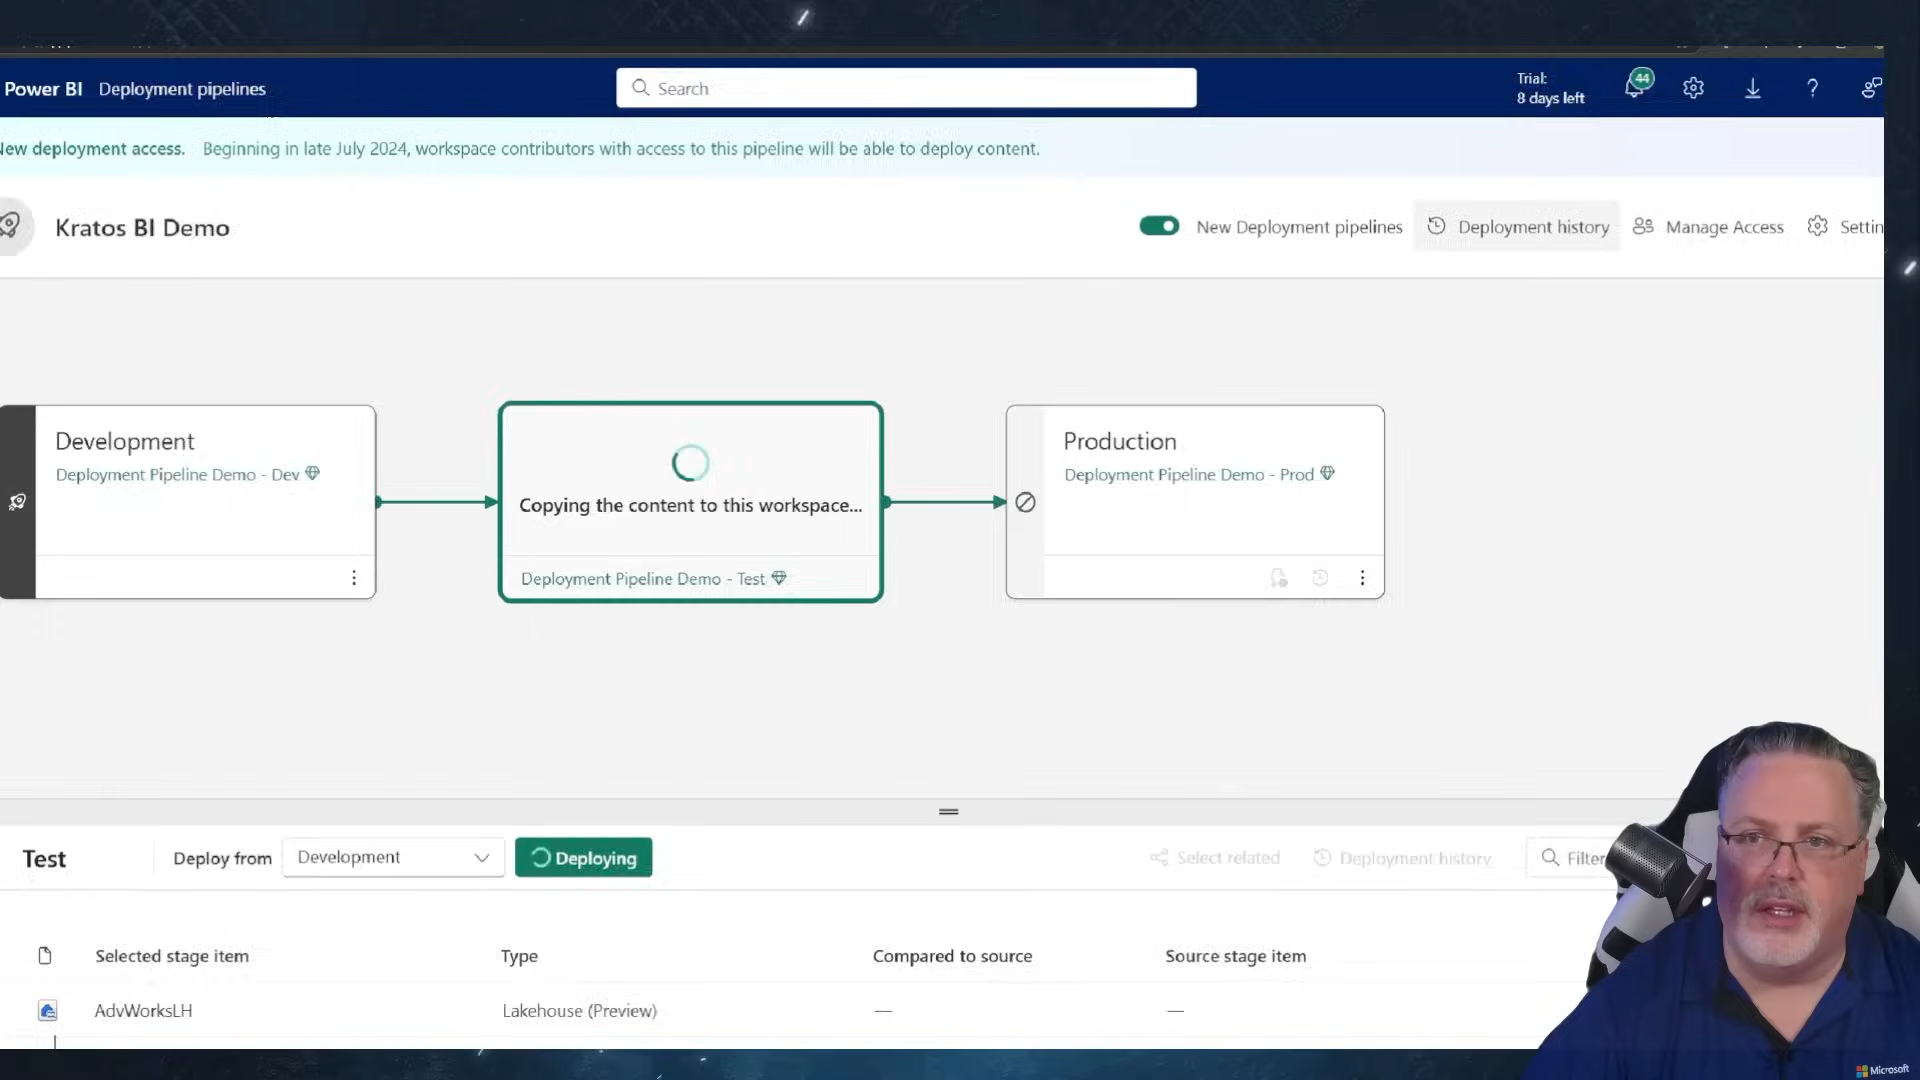 Power BI Deployment pipelines
Search
Trial:
8 days left
44
?
New deployment access. Beginning in late July 2024, workspace contributors with access to this pipeline will be able to deploy content.
Kratos BI Demo
New Deployment pipelines
Deployment history
Manage Access
Settin
Development
Deployment Pipeline Demo - Dev
Copying the content to this workspace...
Deployment Pipeline Demo - Test
Production
Deployment Pipeline Demo - Prod
Test
Deploy from
Development
Deploying
Select related
Deployment history
Filter
Selected stage item
Type
Compared to source
Source stage item
AdvWorksLH
Lakehouse (Preview)
—
—
Microsoft